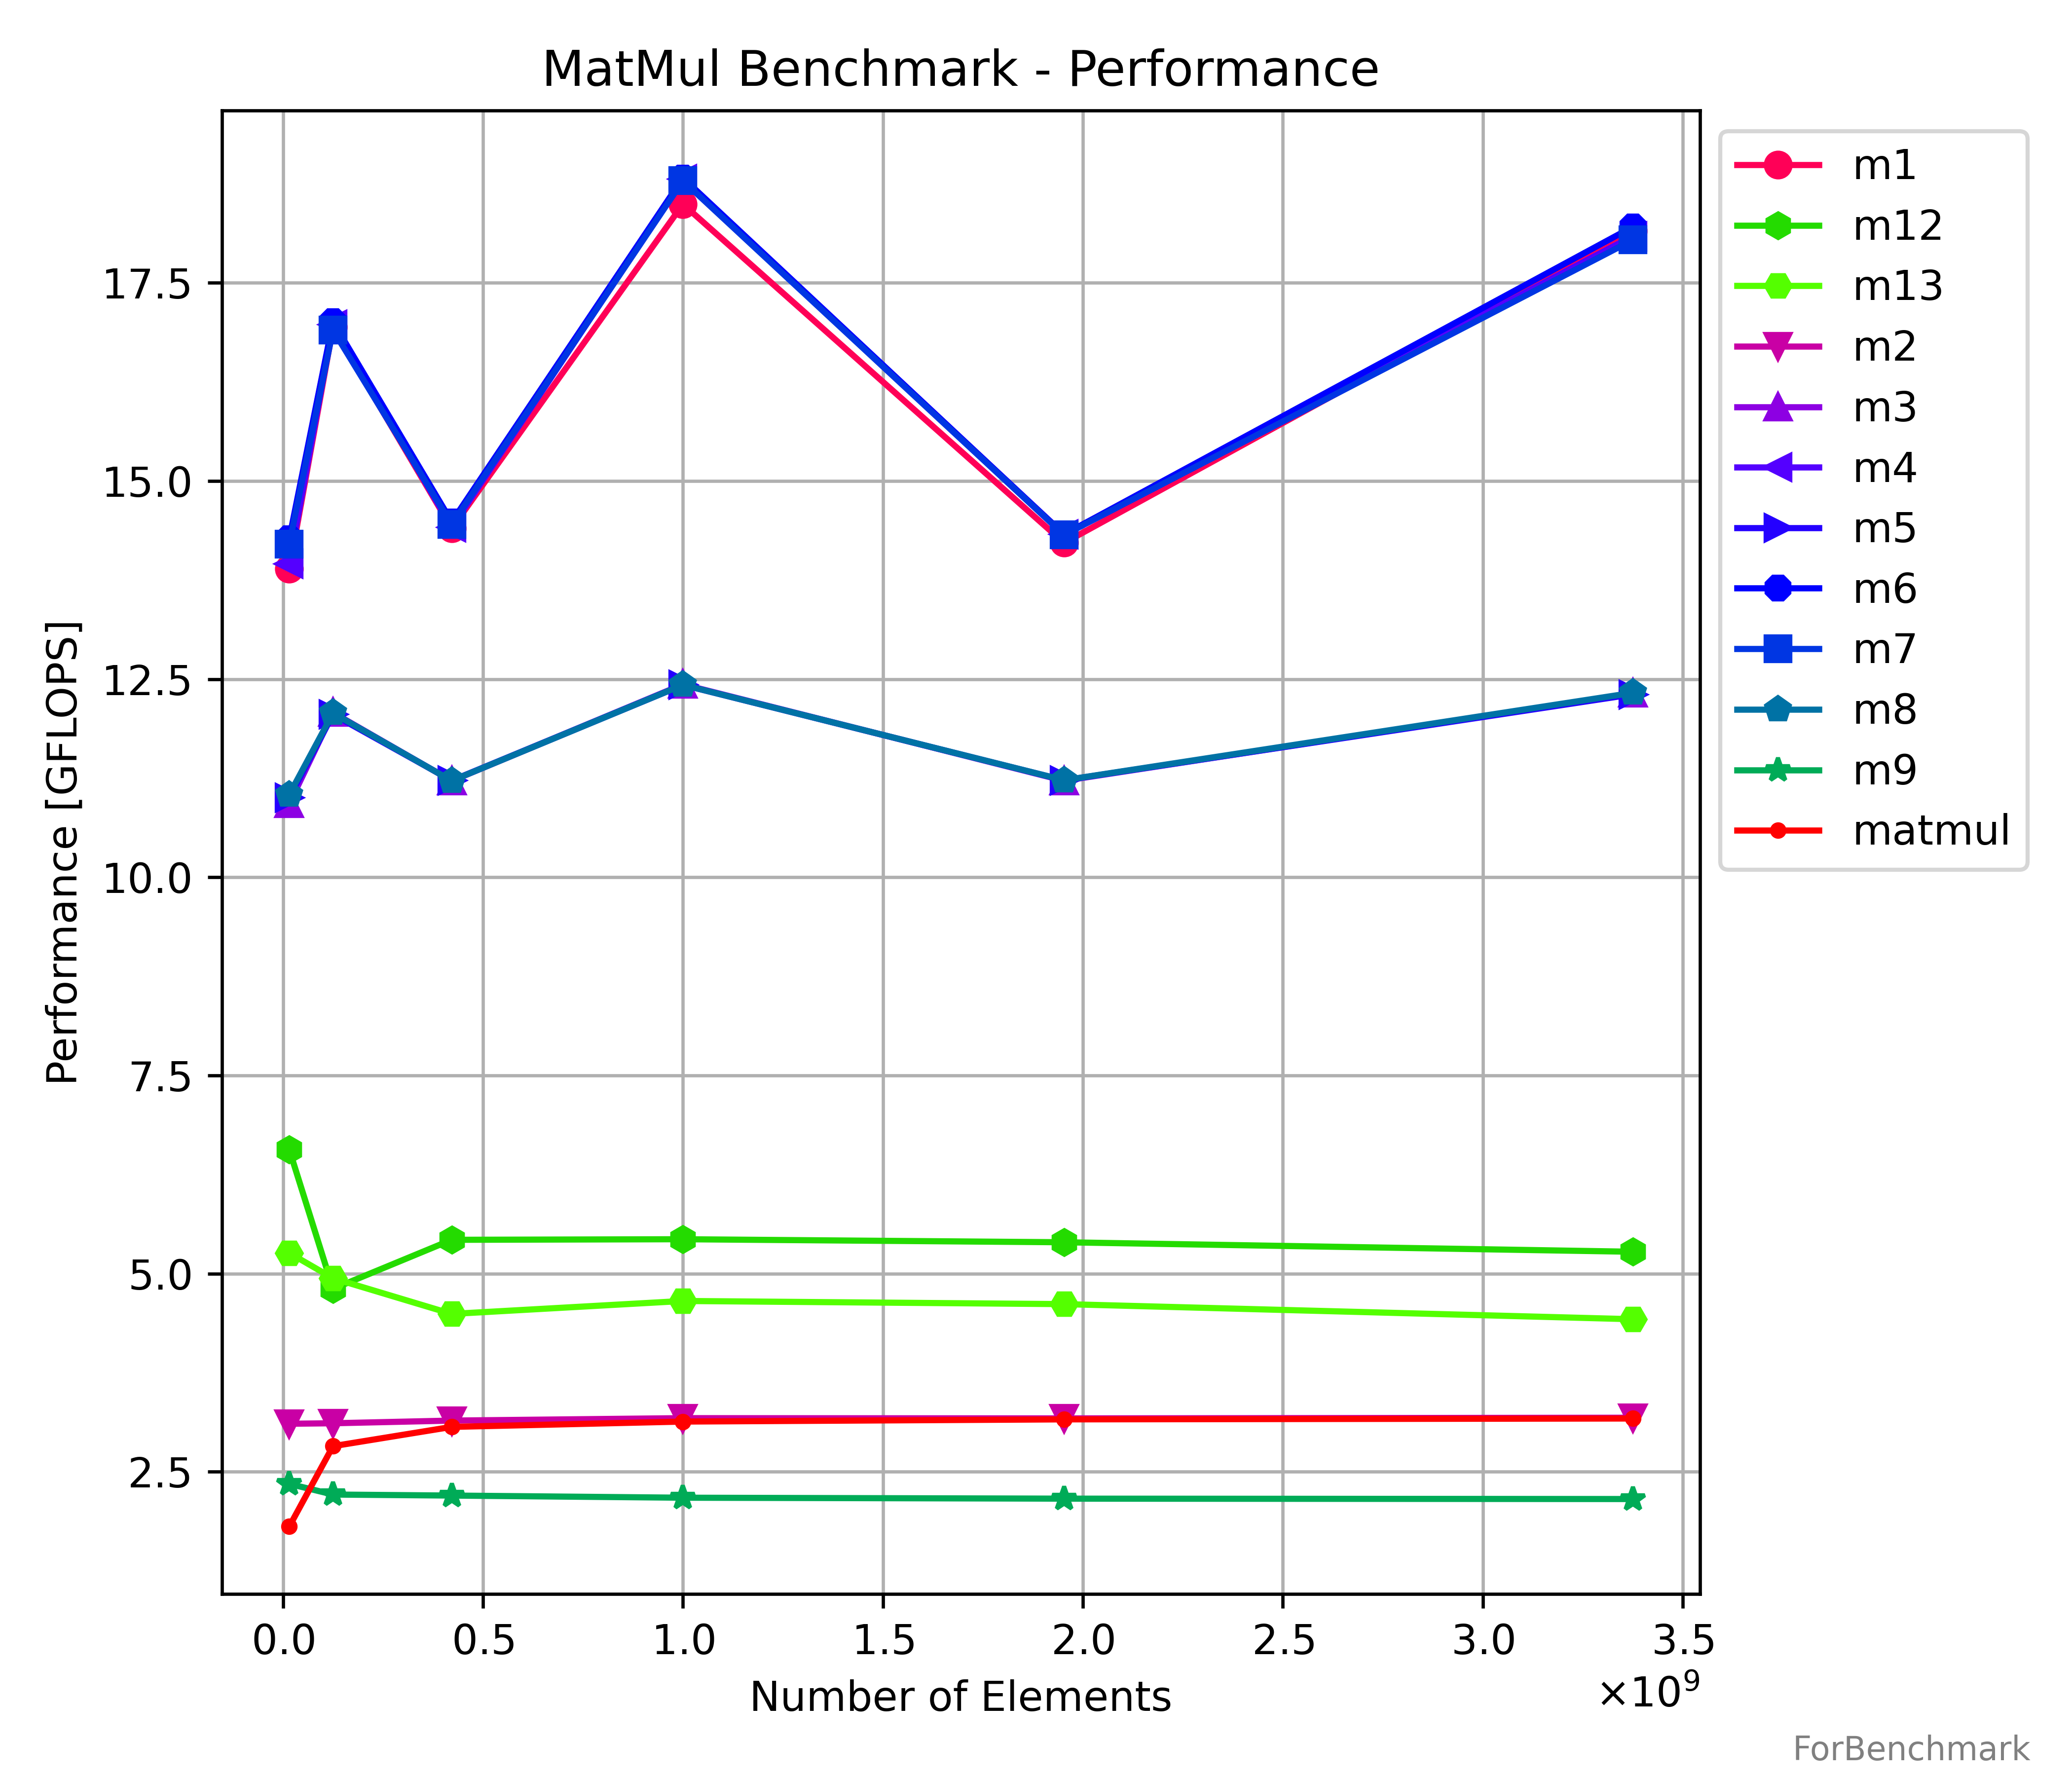 MatMul Benchmark - Performance
Performance [GFLOPS]
17.5
15.0
12.5
10.0
7.5
5.0
2.5
0.0 0.5 1.0 1.5 2.0 2.5 3.0 3.5
×10⁹
Number of Elements
m1
m12
m13
m2
m3
m4
m5
m6
m7
m8
m9
matmul
ForBenchmark